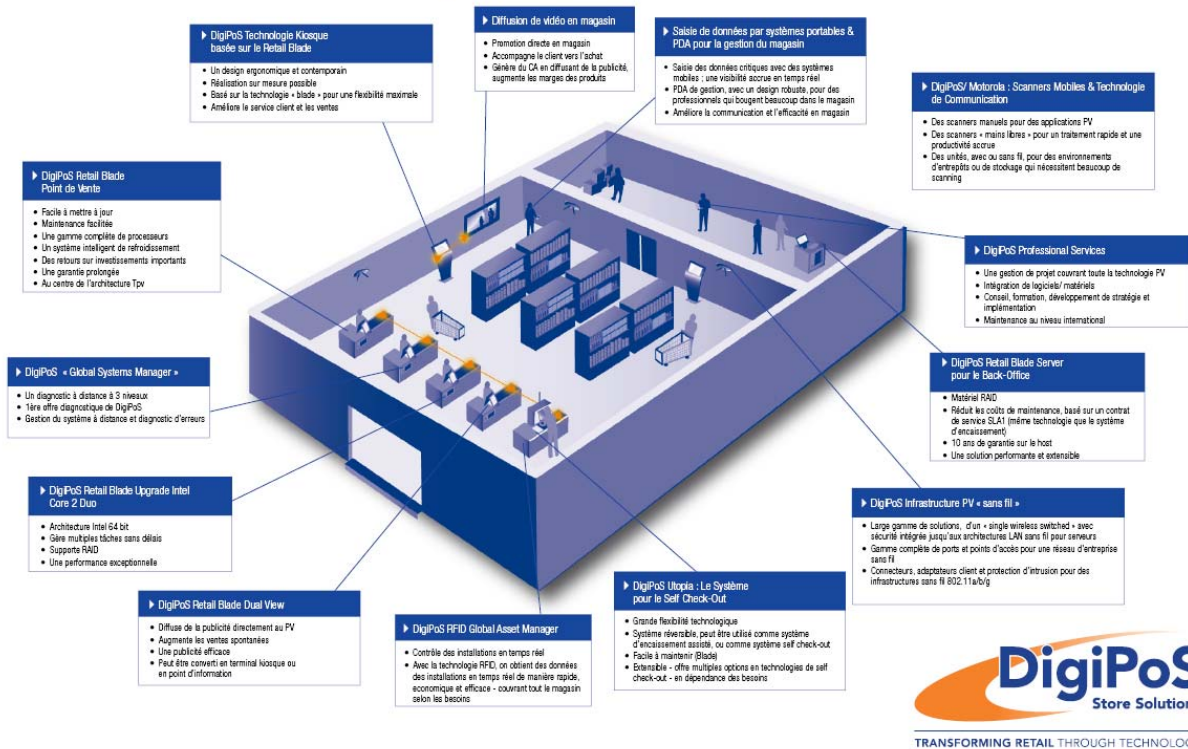 ▶ DigiPoS Technologie Kiosque
basée sur le Retail Blade
• Un design ergonomique et contemporain
• Réalisation sur mesure possible
• Basé sur la technologie « blade » pour une flexibilité maximale
• Améliore le service client et les ventes
▶ Diffusion de vidéo en magasin
• Promotion directe en magasin
• Accompagne le client vers l'achat
• Génère du CA en diffusant de la publicité,
augmente les marges des produits
▶ Saisie de données par systèmes portables &
PDA pour la gestion du magasin
• Saisie des données critiques avec des systèmes
mobiles ; une visibilité accrue en temps réel
• PDA de gestion, avec un design robuste, pour des
professionnels qui bougent beaucoup dans le magasin
• Améliore la communication et l'efficacité en magasin
▶ DigiPoS/ Motorola : Scanners Mobiles & Technologie
de Communication
• Des scanners manuels pour des applications PV
• Des scanners « mains libres » pour un traitement rapide et une
productivité accrue
• Des unités, avec ou sans fil, pour des environnements
d'entrepôts ou de stockage qui nécessitent beaucoup de
scanning
▶ DigiPoS Retail Blade
Point de Vente
• Facile à mettre à jour
• Maintenance facilitée
• Une gamme complète de processeurs
• Un système intelligent de refroidissement
• Des retours sur investissements importants
• Une garantie prolongée
• Au centre de l'architecture Tpv
▶ DigiPoS Professional Services
• Une gestion de projet couvrant toute la technologie PV
• Intégration de logiciels/ matériels
• Conseil, formation, développement de stratégie et
implémentation
• Maintenance au niveau international
▶ DigiPoS « Global Systems Manager »
• Un diagnostic à distance à 3 niveaux
• 1ère offre diagnostique de DigiPoS
• Gestion du système à distance et diagnostic d'erreurs
▶ DigiPoS Retail Blade Server
pour le Back-Office
• Matériel RAID
• Réduit les coûts de maintenance, basé sur un contrat
de service SLA1 (même technologie que le système
d'encaissement)
• 10 ans de garantie sur le host
• Une solution performante et extensible
▶ DigiPoS Retail Blade Upgrade Intel
Core 2 Duo
• Architecture Intel 64 bit
• Gère multiples tâches sans délais
• Supporte RAID
• Une performance exceptionnelle
▶ DigiPoS Infrastructure PV « sans fil »
• Large gamme de solutions, d'un « single wireless switched » avec
sécurité intégrée jusqu'aux architectures LAN sans fil pour serveurs
• Gamme complète de ports et points d'accès pour une réseau d'entreprise
sans fil
• Connecteurs, adaptateurs client et protection d'intrusion pour des
infrastructures sans fil 802.11a/b/g
▶ DigiPoS Retail Blade Dual View
• Diffuse de la publicité directement au PV
• Augmente les ventes spontanées
• Une publicité efficace
• Peut être converti en terminal kiosque ou
en point d'information
▶ DigiPoS RFID Global Asset Manager
• Contrôle des installations en temps réel
• Avec la technologie RFID, on obtient des données
des installations en temps réel de manière rapide,
economique et efficace - couvrant tout le magasin
selon les besoins
▶ DigiPoS Utopia : Le Système
pour le Self Check-Out
• Grande flexibilité technologique
• Système réversible, peut être utilisé comme système
d'encaissement assisté, ou comme système self check-out
• Facile à maintenir (Blade)
• Extensible - offre multiples options en technologies de self
check-out - en dépendance des besoins
DigiPoS
Store Solution
TRANSFORMING RETAIL THROUGH TECHNOLOG